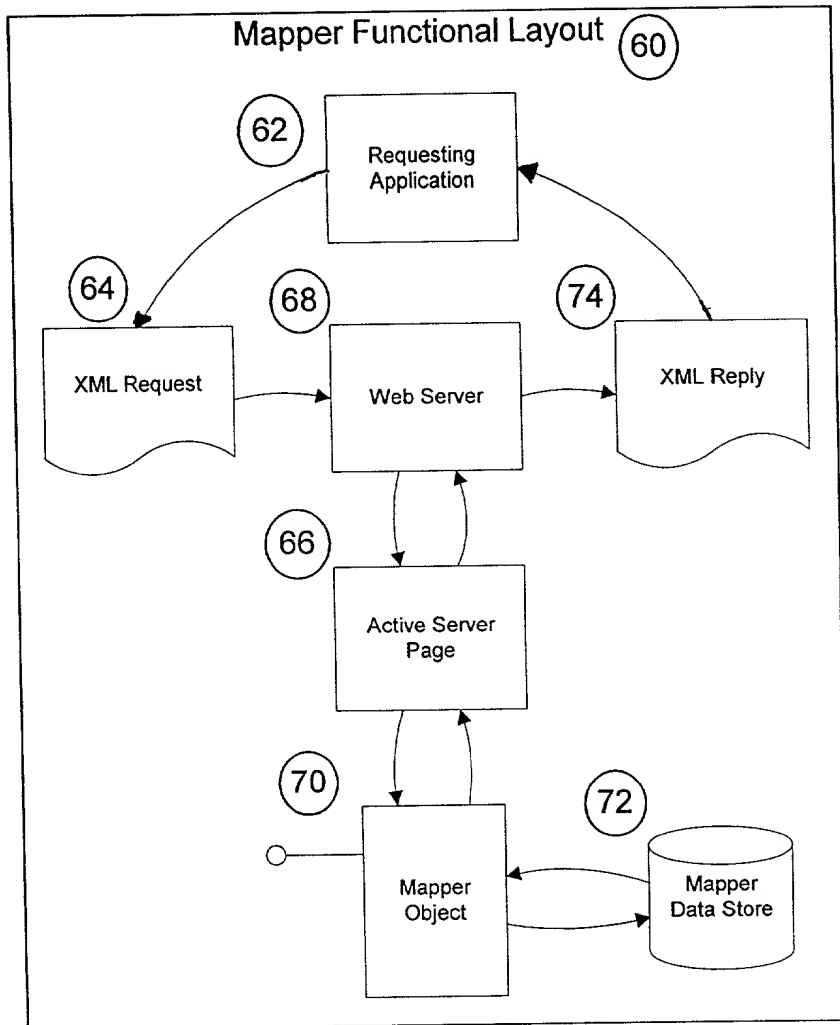 Mapper Functional Layout 60
62
Requesting
Application
64
68
74
XML Request
Web Server
XML Reply
66
Active Server
Page
70
72
Mapper
Object
Mapper
Data Store